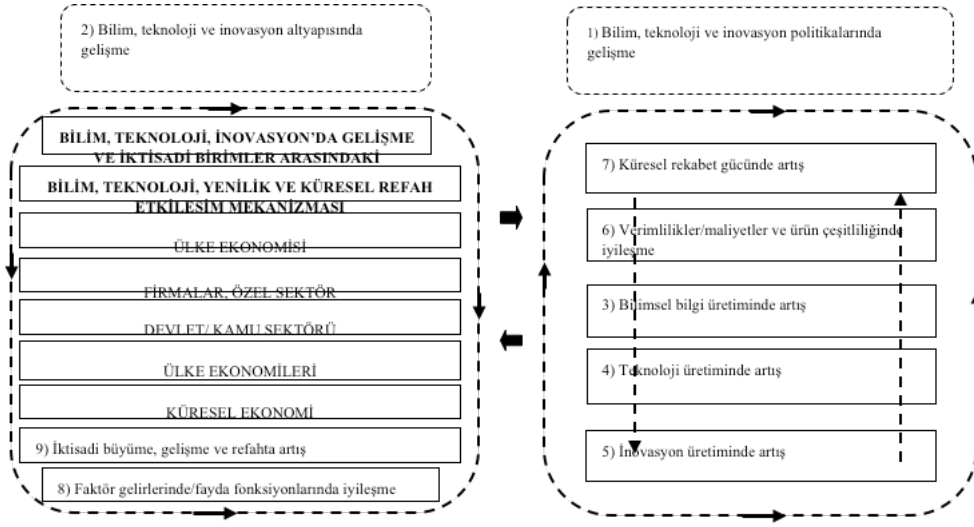 2) Bilim, teknoloji ve inovasyon altyapısında
gelişme
BİLİM, TEKNOLOJİ, İNOVASYON’DA GELİŞME
VE İKTİSADİ BİRİMLER ARASINDAKİ
BİLİM, TEKNOLOJİ, YENİLİK VE KÜRESEL REFAH
ETKİLEŞİM MEKANİZMASI
ÜLKE EKONOMİSİ
FİRMALAR, ÖZEL SEKTÖR
DEVLET/ KAMU SEKTÖRÜ
ÜLKE EKONOMİLERİ
KÜRESEL EKONOMİ
9) İktisadi büyüme, gelişme ve refahta artış
8) Faktör gelirlerinde/fayda fonksiyonlarında iyileşme
1) Bilim, teknoloji ve inovasyon politikalarında
gelişme
7) Küresel rekabet gücünde artış
6) Verimlilikler/maliyetler ve ürün çeşitliliğinde
iyileşme
3) Bilimsel bilgi üretiminde artış
4) Teknoloji üretiminde artış
5) İnovasyon üretiminde artış